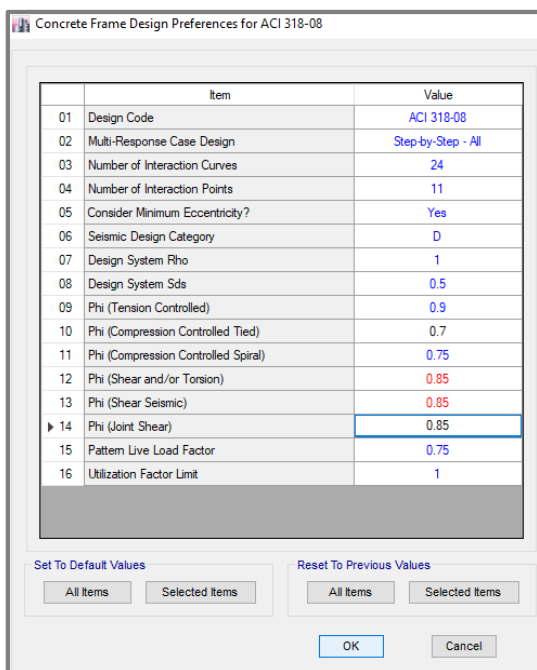 Concrete Frame Design Preferences for ACI 318-08
Item Value
01 Design Code ACI 318-08
02 Multi-Response Case Design Step-by-Step - All
03 Number of Interaction Curves 24
04 Number of Interaction Points 11
05 Consider Minimum Eccentricity? Yes
06 Seismic Design Category D
07 Design System Rho 1
08 Design System Sds 0.5
09 Phi (Tension Controlled) 0.9
10 Phi (Compression Controlled Tied) 0.7
11 Phi (Compression Controlled Spiral) 0.75
12 Phi (Shear and/or Torsion) 0.85
13 Phi (Shear Seismic) 0.85
14 Phi (Joint Shear) 0.85
15 Pattern Live Load Factor 0.75
16 Utilization Factor Limit 1
Set To Default Values Reset To Previous Values
All Items Selected Items All Items Selected Items
OK Cancel